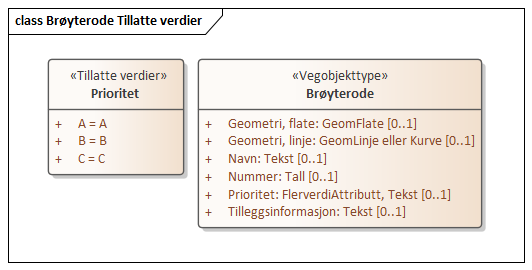 class Brøyterode Tillatte verdier
«Tillatte verdier»
Prioritet
+ A = A
+ B = B
+ C = C
«Vegobjekttype»
Brøyterode
+ Geometri, flate: GeomFlate [0..1]
+ Geometri, linje: GeomLinje eller Kurve [0..1]
+ Navn: Tekst [0..1]
+ Nummer: Tall [0..1]
+ Prioritet: FlerverdiAttributt, Tekst [0..1]
+ Tilleggsinformasjon: Tekst [0..1]